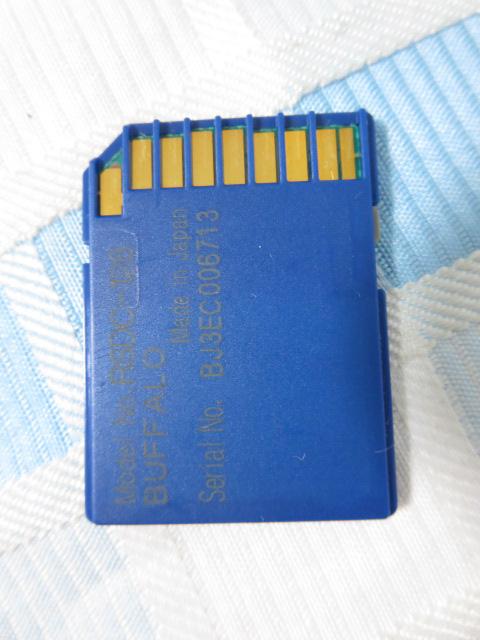 Model No.RSDC-128
BUFFALO Made in Japan
Serial No. BJ3EC006713